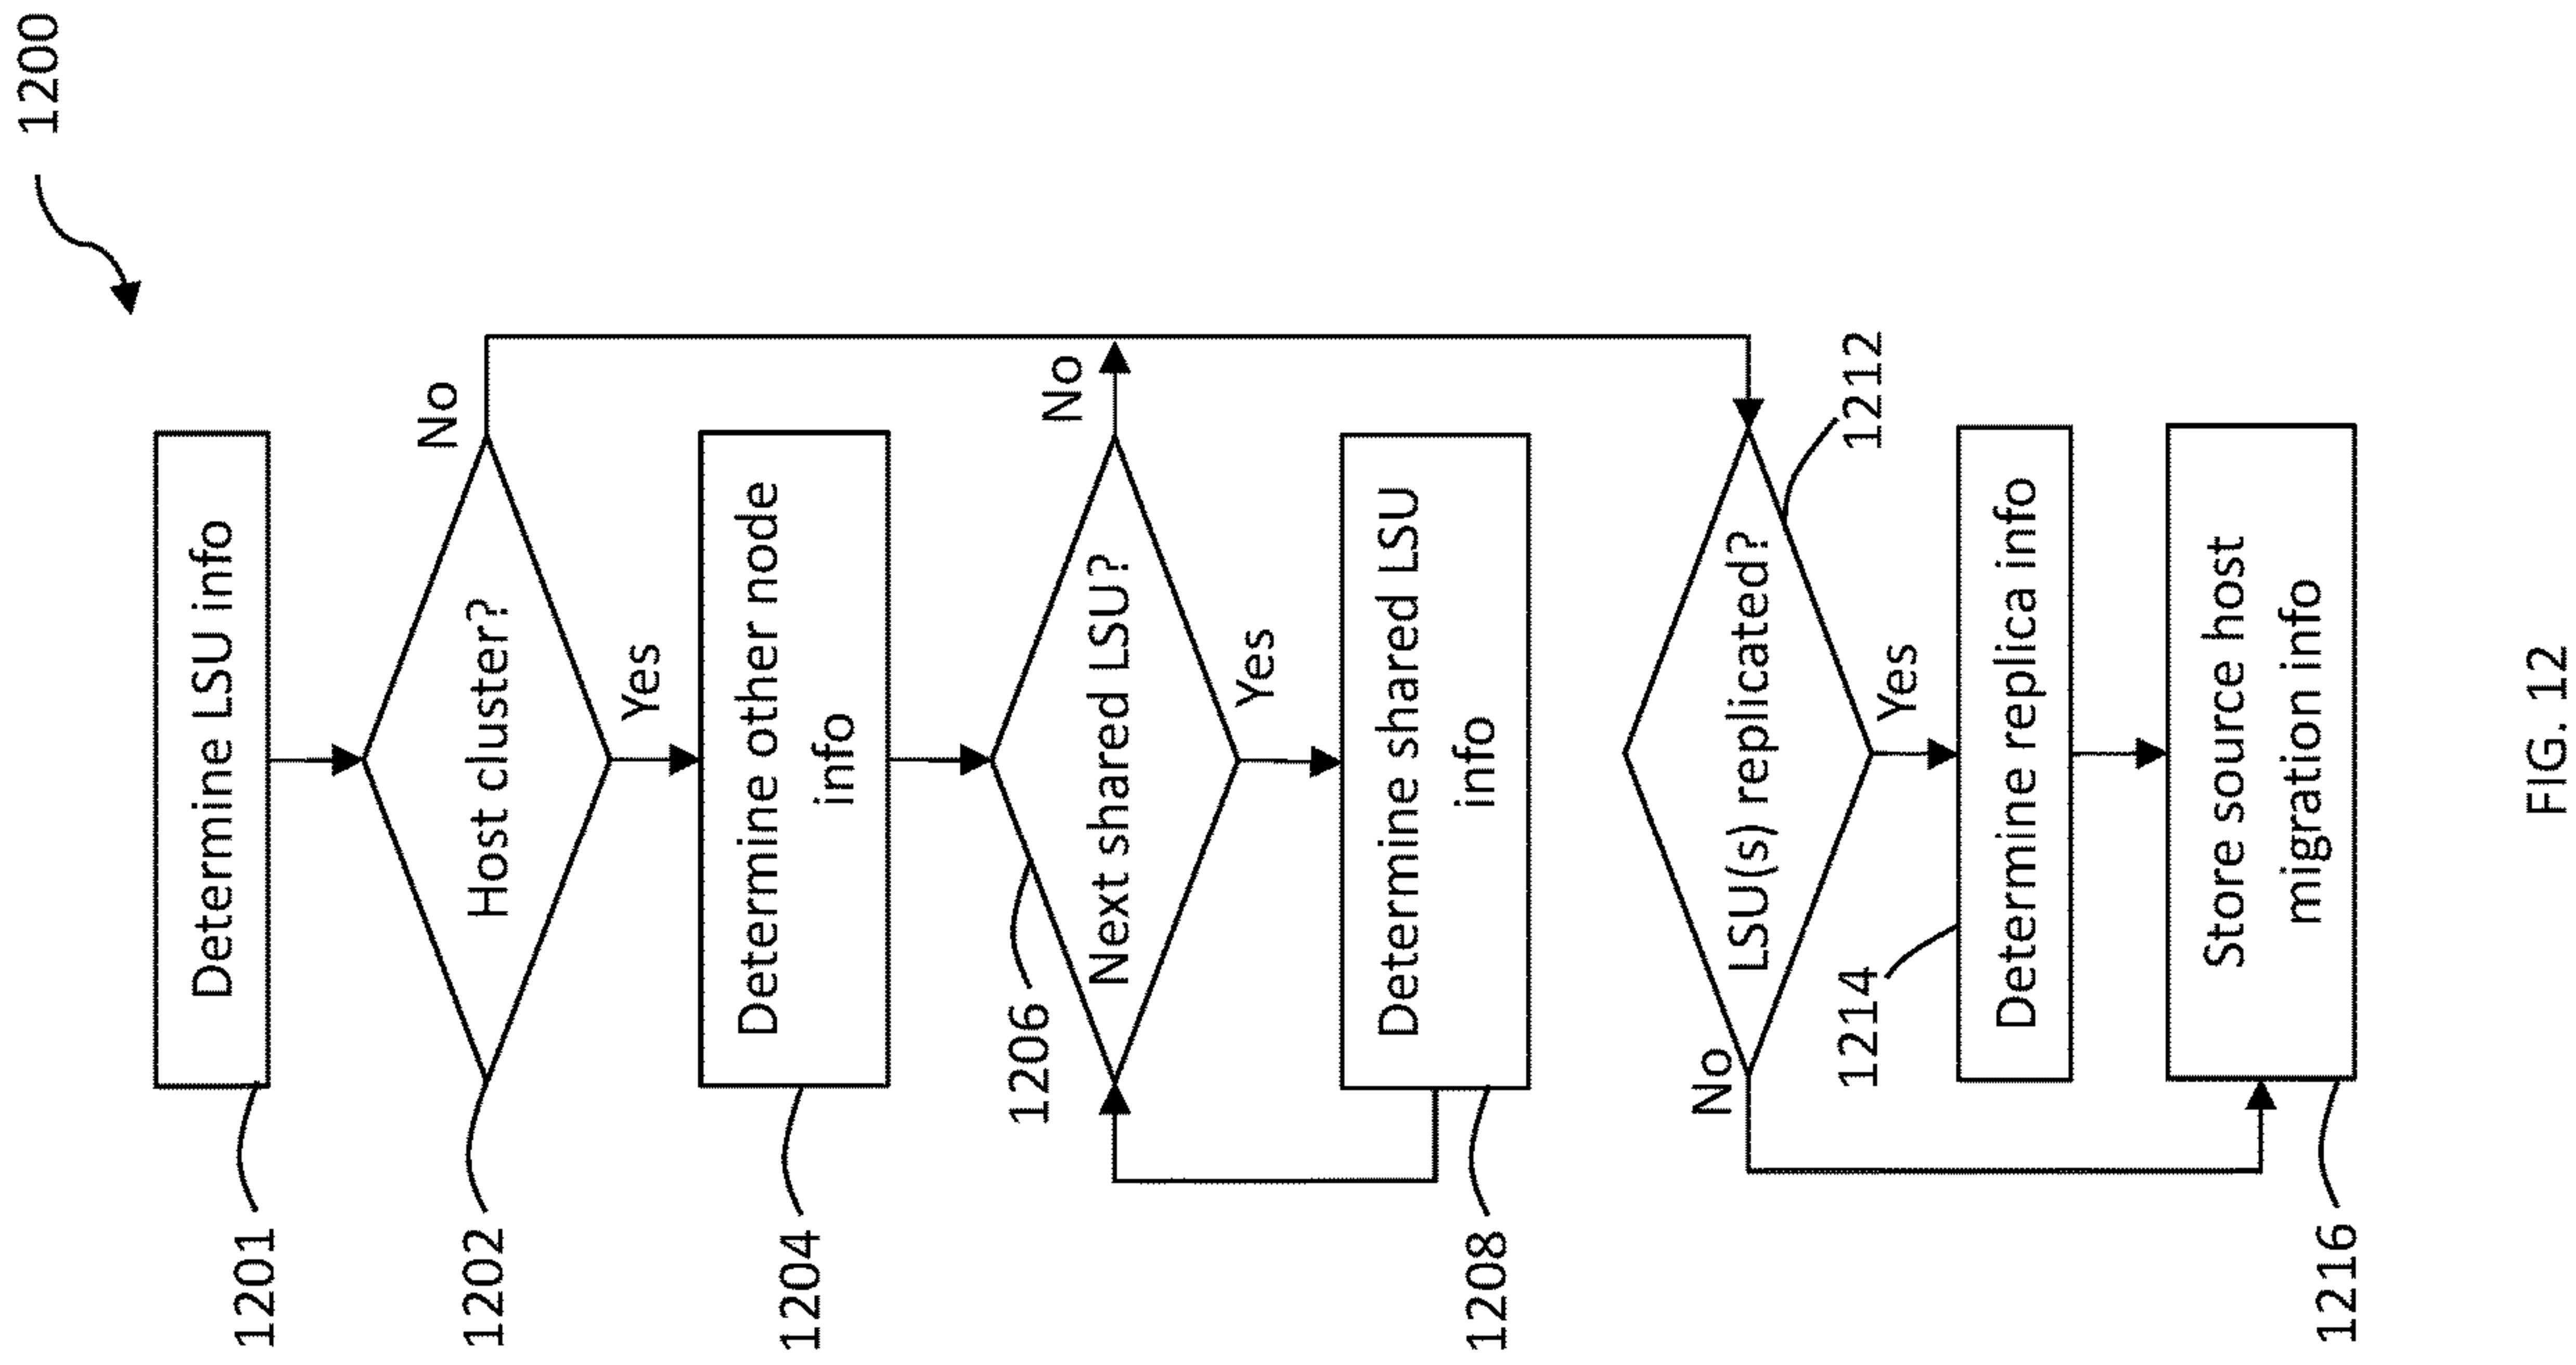 1200
Determine LSU info
1201
Host cluster?
1202
No
Yes
Determine other node
info
1204
Next shared LSU?
1206
No
Yes
Determine shared LSU
info
1208
LSU(s) replicated?
1212
No
Yes
1214
Determine replica info
Store source host
migration info
1216
FIG. 12